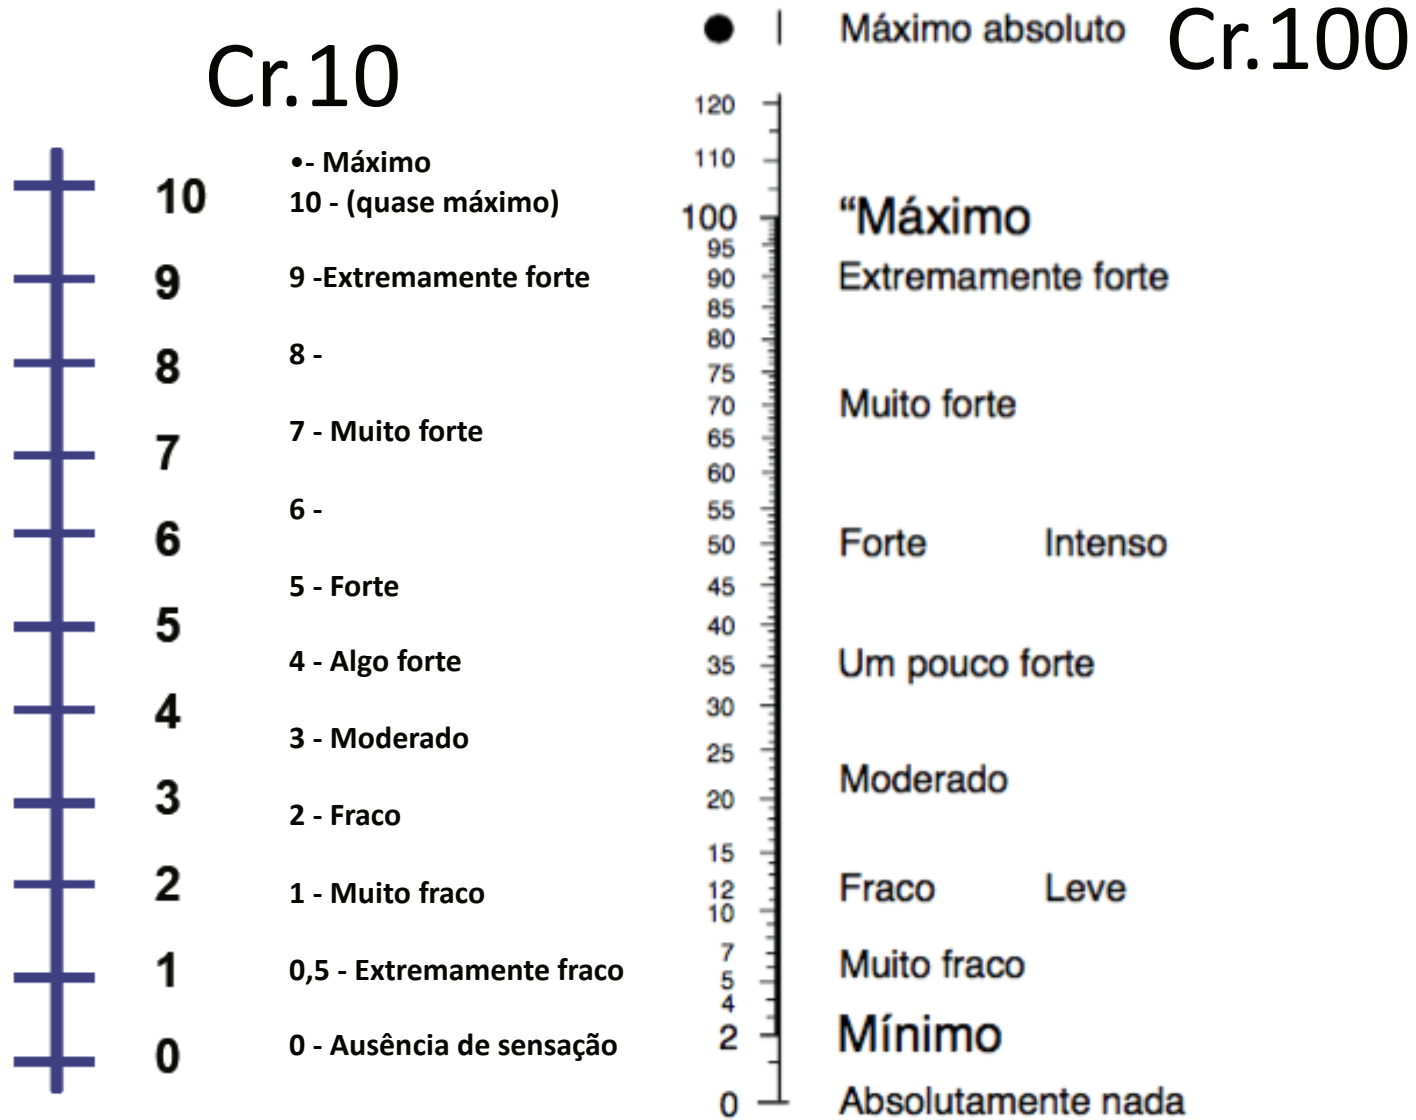 Cr.10
10
9
8
7
6
5
4
3
2
1
0
•- Máximo
10 - (quase máximo)
9 -Extremamente forte
8 -
7 - Muito forte
6 -
5 - Forte
4 - Algo forte
3 - Moderado
2 - Fraco
1 - Muito fraco
0,5 - Extremamente fraco
0 - Ausência de sensação
Cr.100
● Máximo absoluto
120
110
100 “Máximo
95
90 Extremamente forte
85
80
75
70 Muito forte
65
60
55
50 Forte Intenso
45
40
35 Um pouco forte
30
25
20 Moderado
15
12 Fraco Leve
10
7 Muito fraco
5
4
2 Mínimo
0 Absolutamente nada